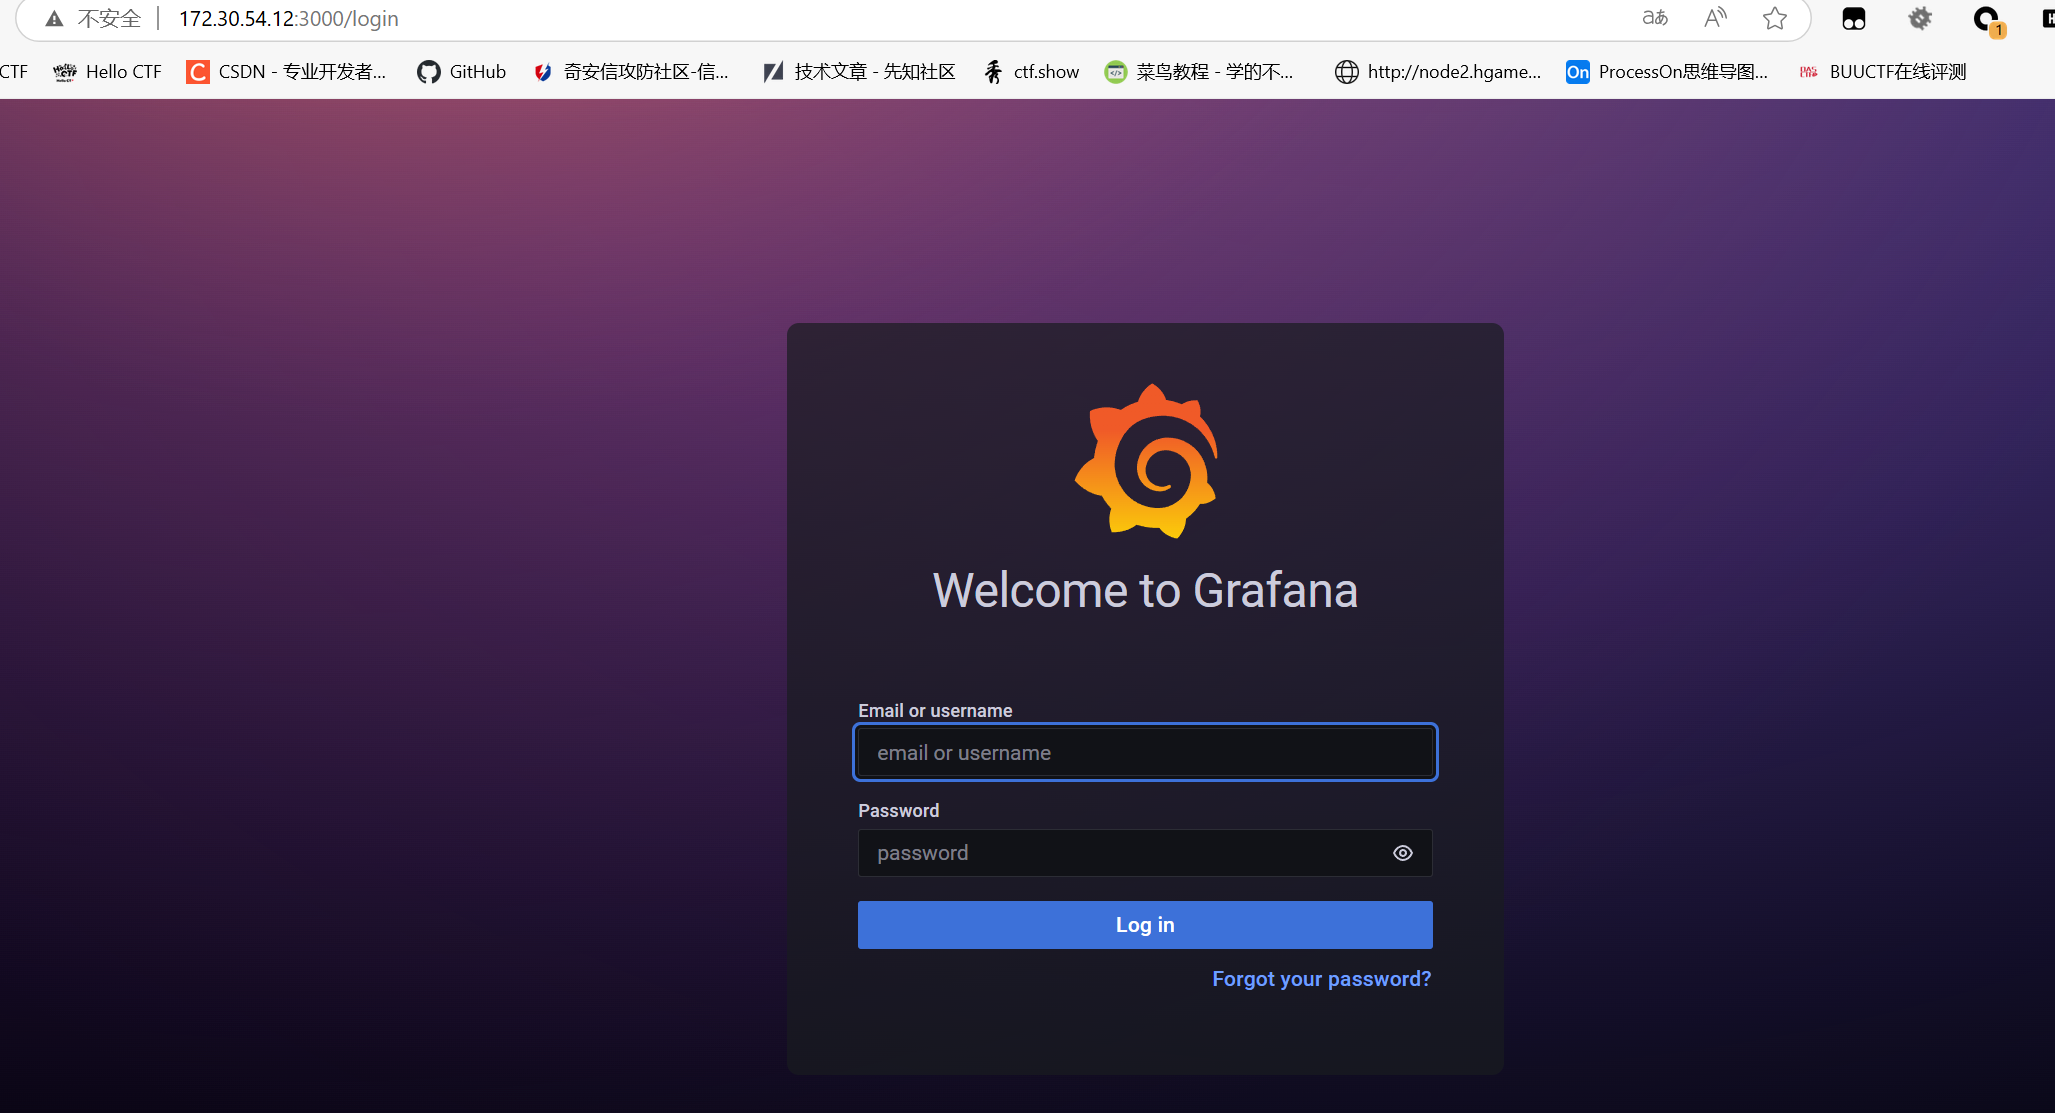 不安全 172.30.54.12:3000/login aあ A
1
CTF Hello CTF CSDN - 专业开发者... GitHub 奇安信攻防社区-信... 技术文章 - 先知社区 ctf.show 菜鸟教程 - 学的不... http://node2.hgame... On ProcessOn思维导图... BUUCTF在线评测
Welcome to Grafana
Email or username
email or username
Password
password
Log in
Forgot your password?